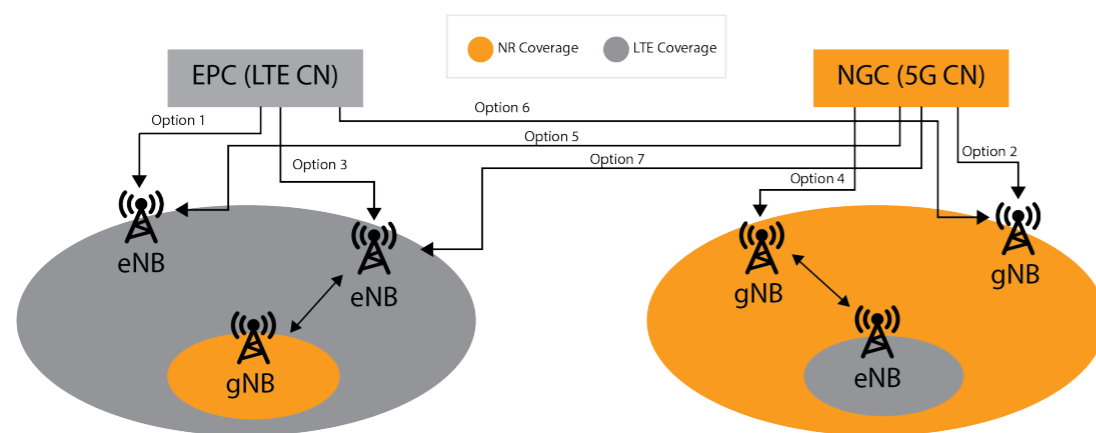 NR Coverage
LTE Coverage
EPC (LTE CN)
NGC (5G CN)
Option 1
Option 6
Option 5
Option 3
Option 7
Option 4
Option 2
eNB
eNB
gNB
gNB
gNB
eNB